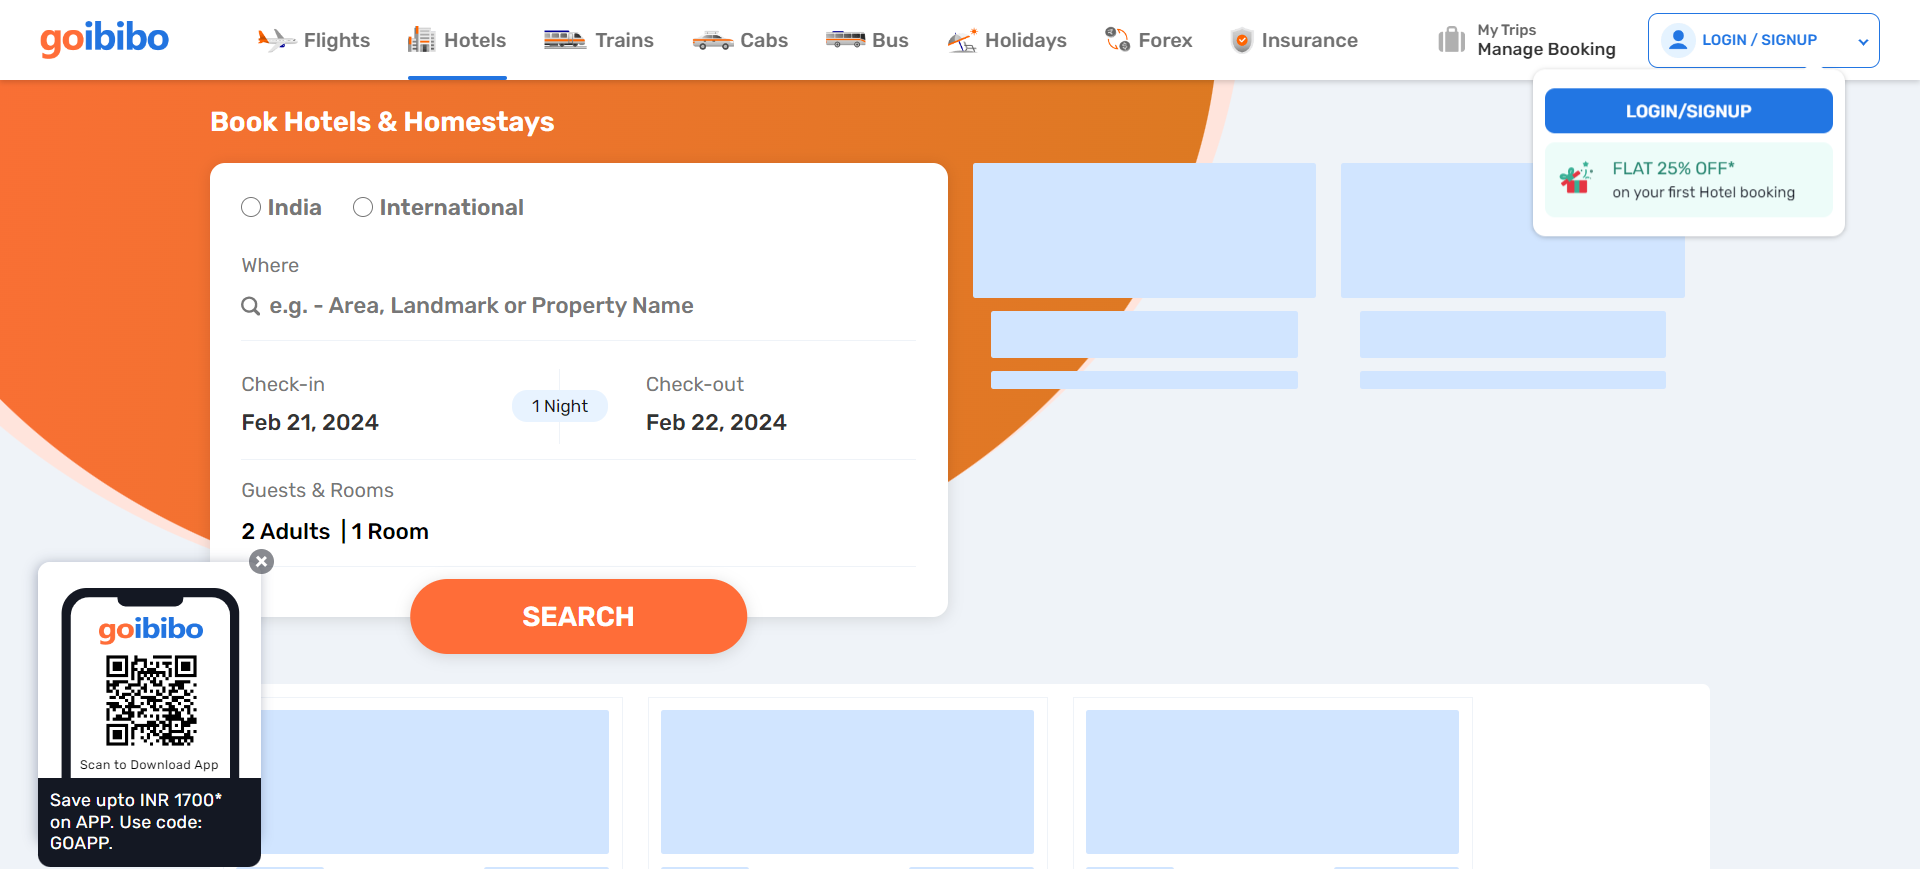 goibibo
Flights
Hotels
Trains
Cabs
Bus
Holidays
Forex
Insurance
My Trips
Manage Booking
LOGIN / SIGNUP
LOGIN/SIGNUP
FLAT 25% OFF*
on your first Hotel booking
Book Hotels & Homestays
India
International
Where
e.g. - Area, Landmark or Property Name
Check-in
Feb 21, 2024
1 Night
Check-out
Feb 22, 2024
Guests & Rooms
2 Adults | 1 Room
SEARCH
goibibo
Scan to Download App
Save upto INR 1700*
on APP. Use code:
GOAPP.